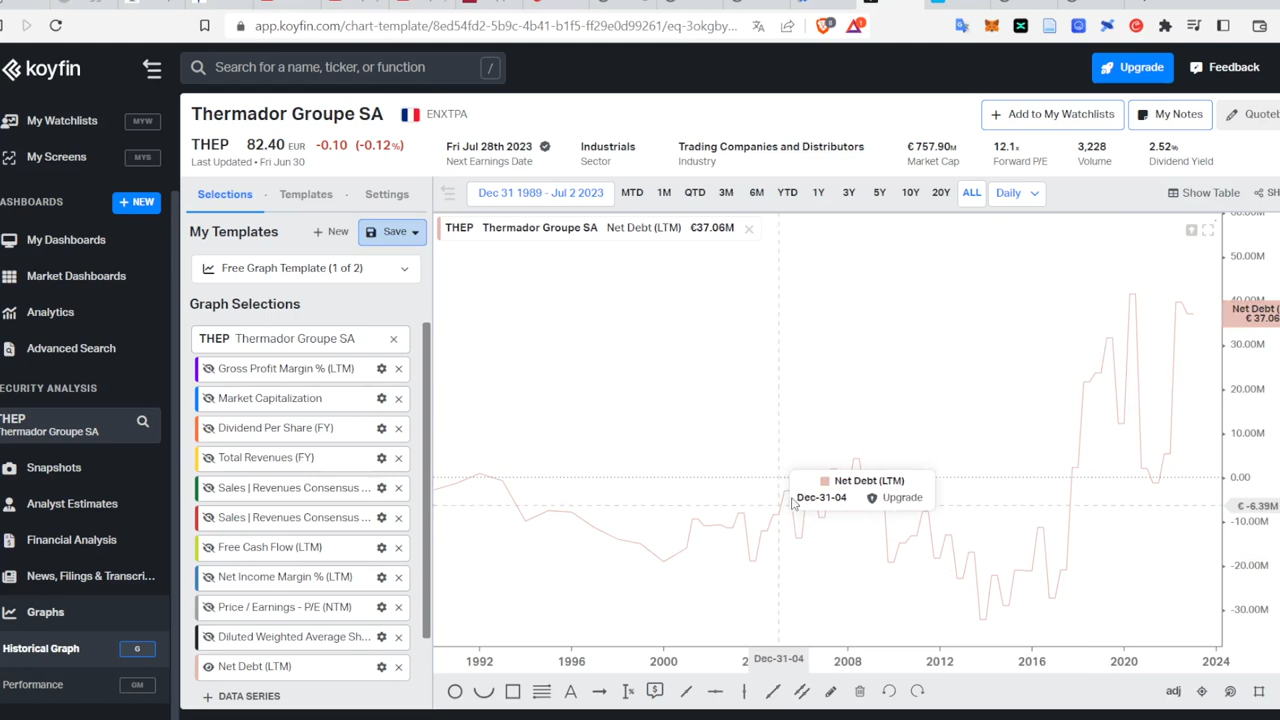 app.koyfin.com/chart-template/8ed54fd2-5b9c-4b41-b1f5-ff29e0d99261/eq-3okgby...
koyfin
Search for a name, ticker, or function
/
Upgrade
Feedback
My Watchlists
MYW
My Screens
MYS
ASHBOARDS
+ NEW
My Dashboards
Market Dashboards
Analytics
Advanced Search
ECURITY ANALYSIS
THEP
Thermador Groupe SA
Snapshots
Analyst Estimates
Financial Analysis
News, Filings & Transcri...
Graphs
Historical Graph
G
Performance
GM
Thermador Groupe SA
ENXTPA
+ Add to My Watchlists
My Notes
Quoteb
THEP 82.40 EUR -0.10 (-0.12%)
Last Updated • Fri Jun 30
Fri Jul 28th 2023
Next Earnings Date
Industrials
Sector
Trading Companies and Distributors
Industry
€ 757.90M
Market Cap
12.1x
Forward P/E
3,228
Volume
2.52%
Dividend Yield
Selections
Templates
Settings
Dec 31 1989 - Jul 2 2023
MTD 1M QTD 3M 6M YTD 1Y 3Y 5Y 10Y 20Y ALL
Daily
Show Table
SH
My Templates
+ New
Save
Free Graph Template (1 of 2)
Graph Selections
THEP Thermador Groupe SA
Gross Profit Margin % (LTM)
Market Capitalization
Dividend Per Share (FY)
Total Revenues (FY)
Sales | Revenues Consensus ...
Sales | Revenues Consensus ...
Free Cash Flow (LTM)
Net Income Margin % (LTM)
Price / Earnings - P/E (NTM)
Diluted Weighted Average Sh...
Net Debt (LTM)
+ DATA SERIES
THEP Thermador Groupe SA Net Debt (LTM) €37.06M
50.00M
Net Debt (
€ 37.06
30.00M
20.00M
10.00M
0.00
€ -6.39M
-10.00M
-20.00M
-30.00M
Net Debt (LTM)
Dec-31-04 Upgrade
1992 1996 2000 Dec-31-04 2008 2012 2016 2020 2024
adj